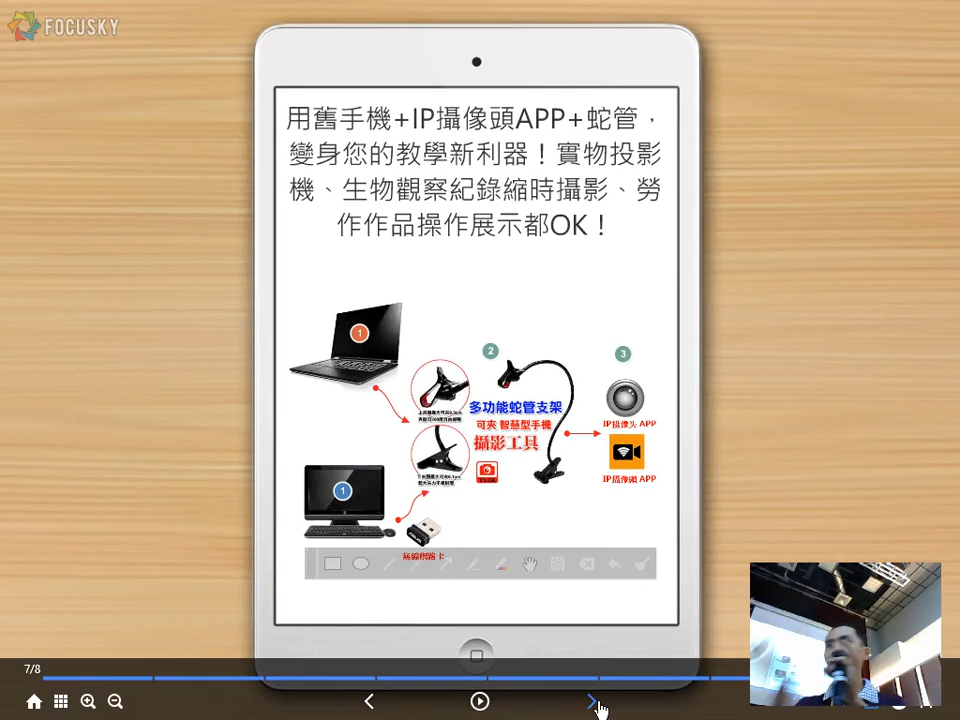 FOCUSKY
用舊手機+IP攝像頭APP+蛇管，
變身您的教學新利器！實物投影
機、生物觀察紀錄縮時攝影、勞
作作品操作展示都OK！
1
2
3
多功能蛇管支架
可夾 智慧型手機
攝影工具
IP摄像头 APP
IP攝像頭 APP
1
無線網路卡
7/8